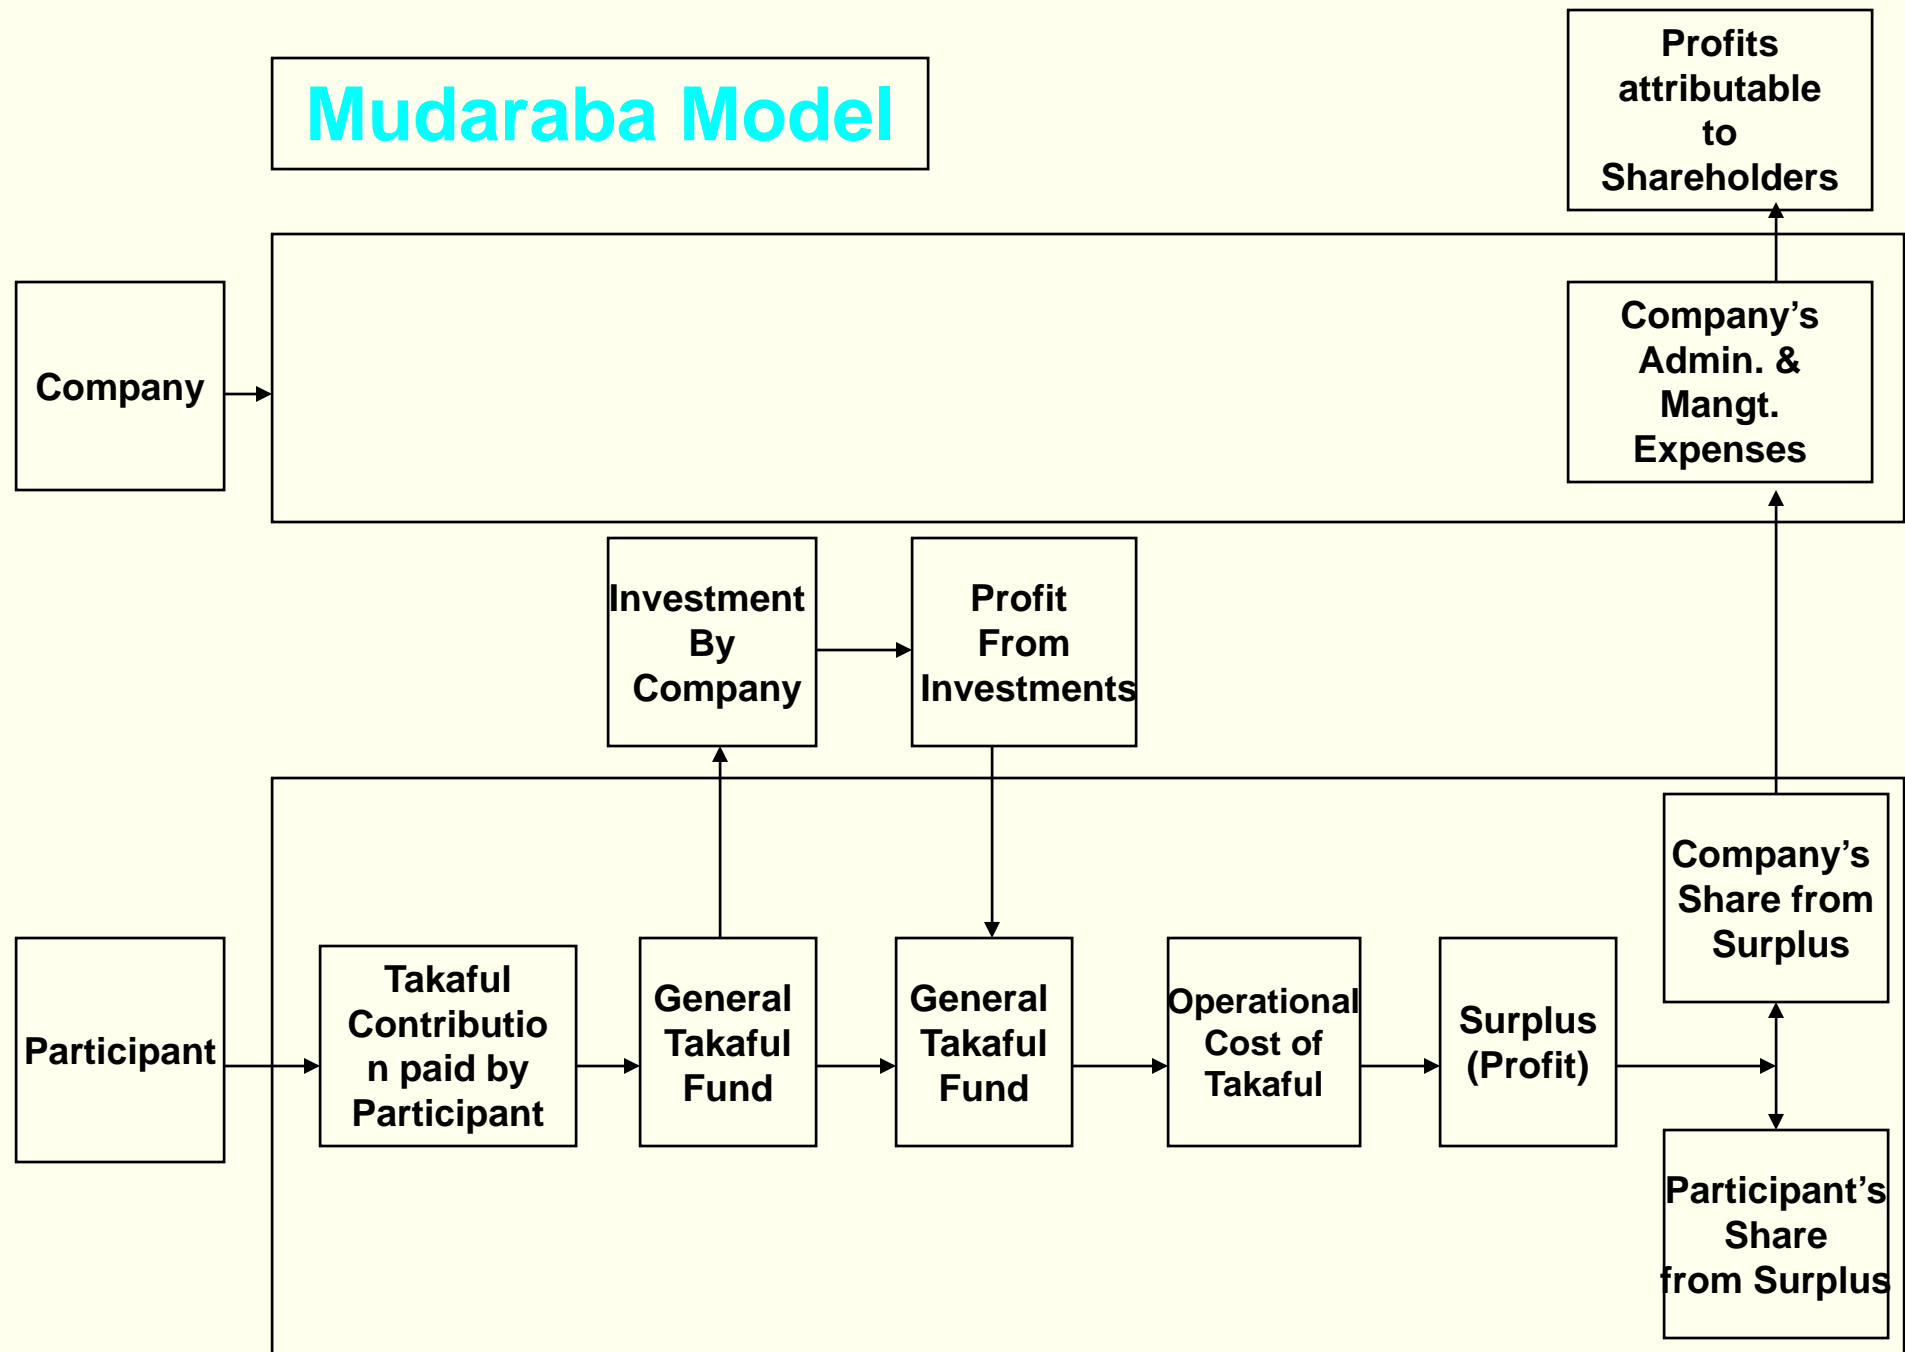 Mudaraba Model
Profits
attributable
to
Shareholders
Company
Company’s
Admin. &
Mangt.
Expenses
Investment
By
Company
Profit
From
Investments
Company’s
Share from
Surplus
Participant
Takaful
Contributio
n paid by
Participant
General
Takaful
Fund
General
Takaful
Fund
Operational
Cost of
Takaful
Surplus
(Profit)
Participant’s
Share
from Surplus